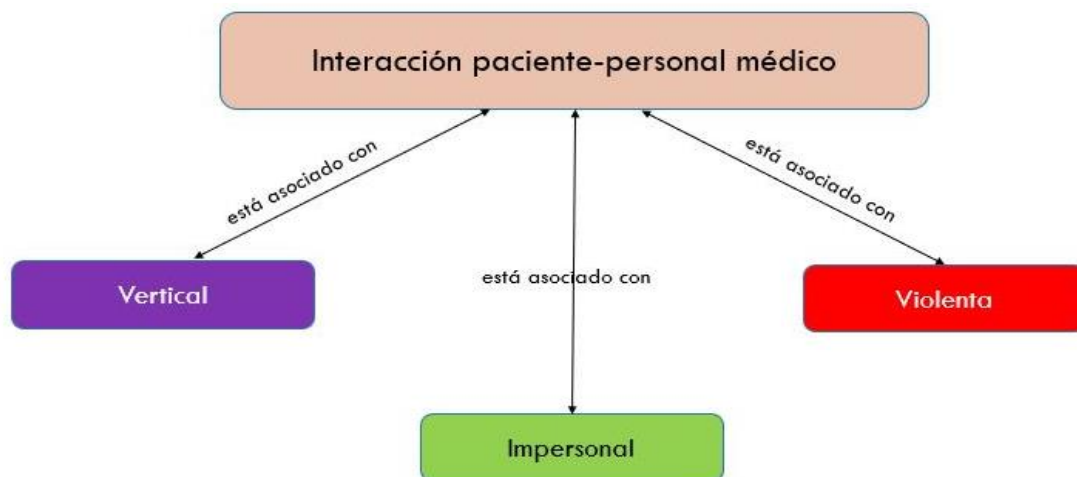 Interacción paciente-personal médico
está asociado con
está asociado con
está asociado con
Vertical
Violenta
Impersonal